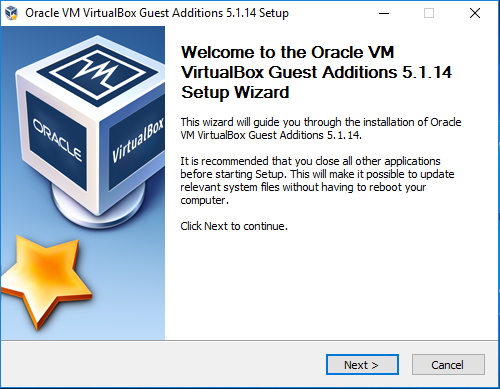 Oracle VM VirtualBox Guest Additions 5.1.14 Setup
Welcome to the Oracle VM
VirtualBox Guest Additions 5.1.14
Setup Wizard
This wizard will guide you through the installation of Oracle
VM VirtualBox Guest Additions 5.1.14.
It is recommended that you close all other applications
before starting Setup. This will make it possible to update
relevant system files without having to reboot your
computer.
Click Next to continue.
ORACLE
VirtualBox
Next >
Cancel